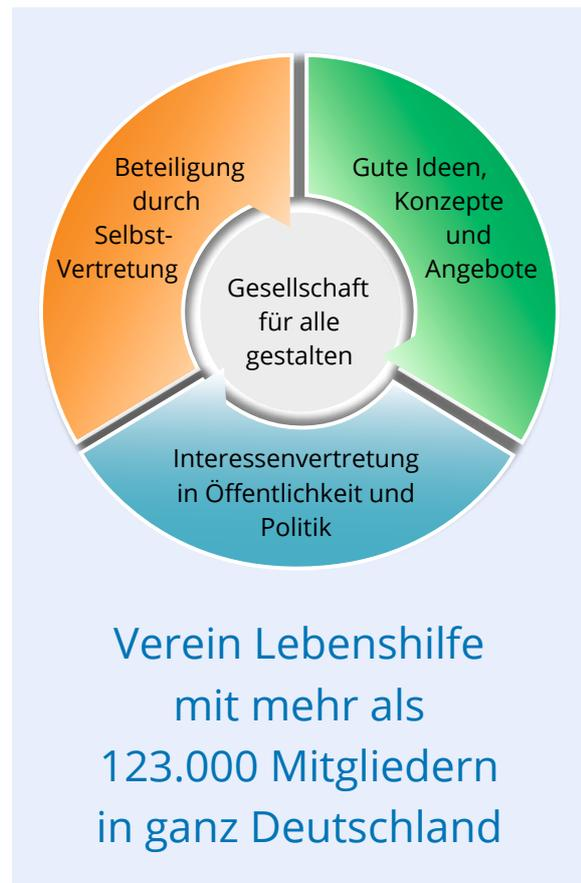 Beteiligung
durch
Selbst-
Vertretung
Gute Ideen,
Konzepte
und
Angebote
Gesellschaft
für alle
gestalten
Interessenvertretung
in Öffentlichkeit und
Politik
Verein Lebenshilfe
mit mehr als
123.000 Mitgliedern
in ganz Deutschland